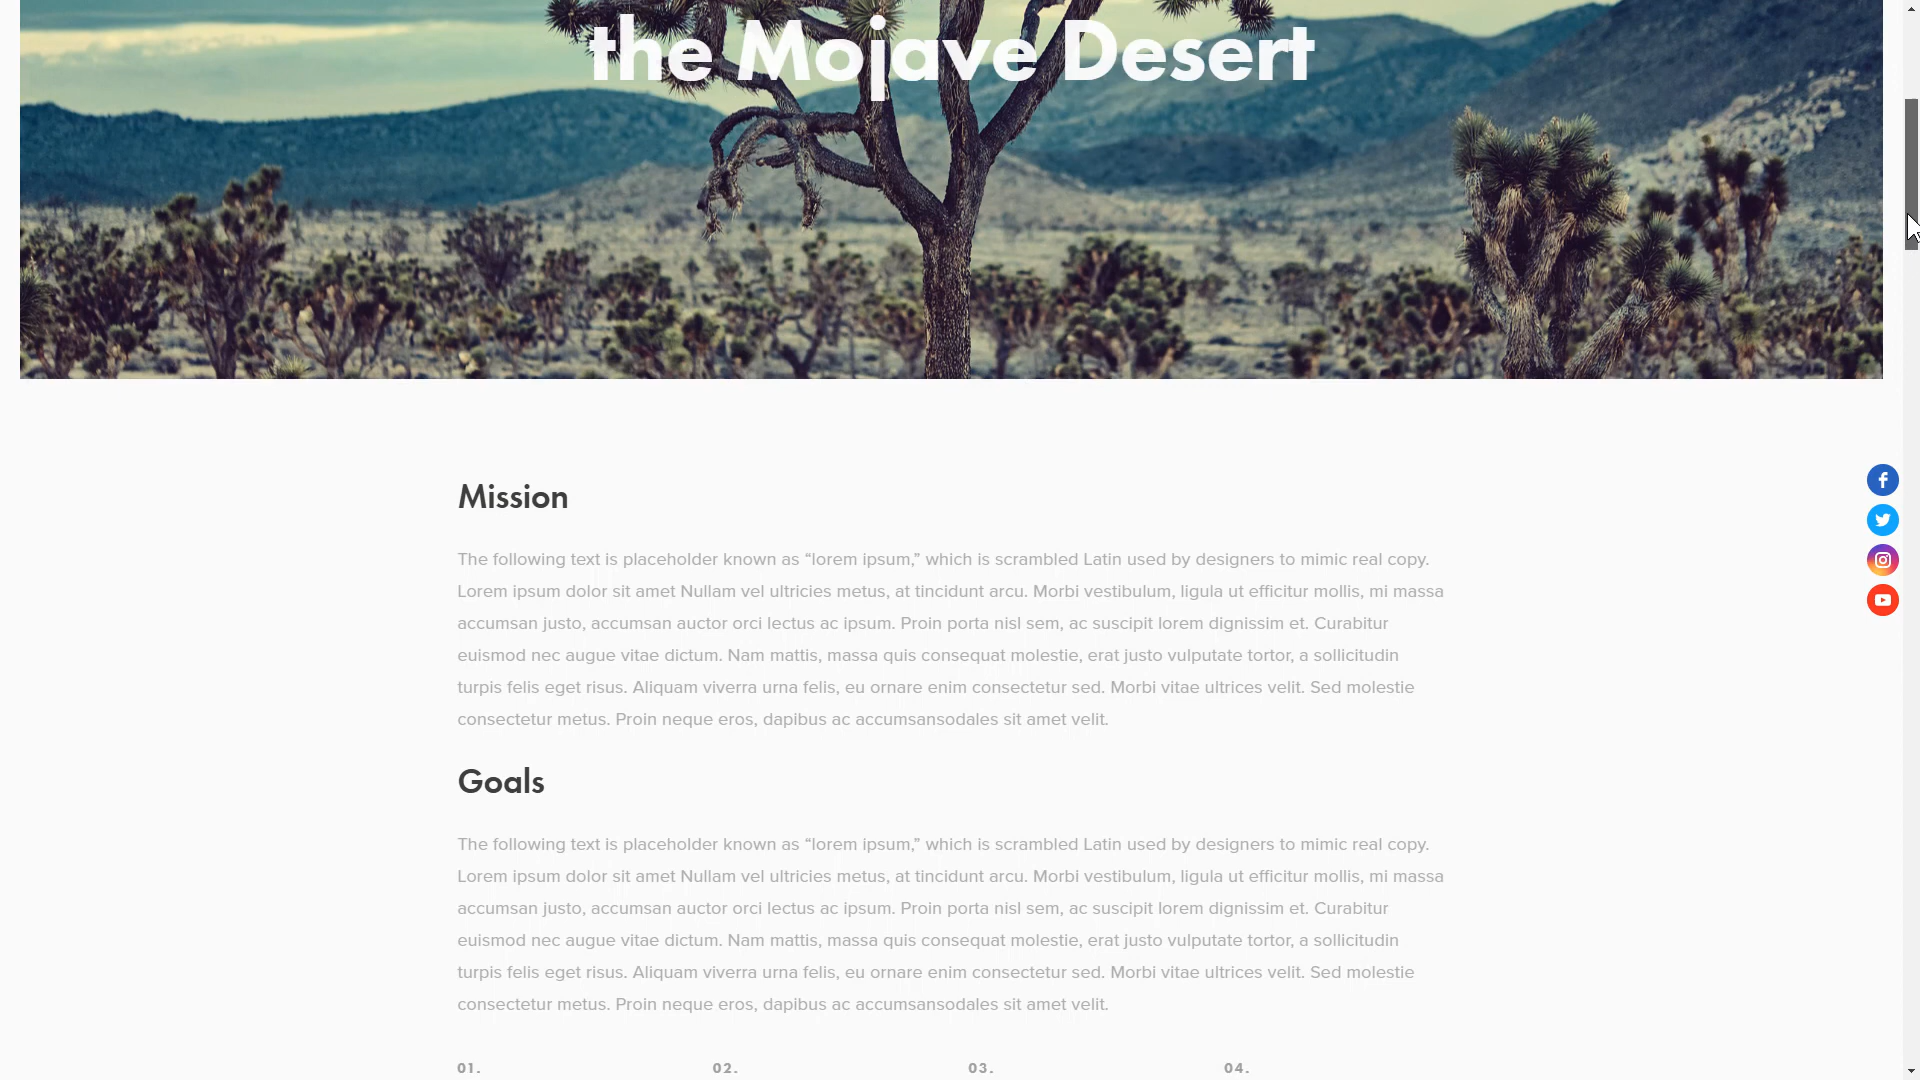 the Mojave Desert
Mission
The following text is placeholder known as “lorem ipsum,” which is scrambled Latin used by designers to mimic real copy.
Lorem ipsum dolor sit amet Nullam vel ultricies metus, at tincidunt arcu. Morbi vestibulum, ligula ut efficitur mollis, mi massa
accumsan justo, accumsan auctor orci lectus ac ipsum. Proin porta nisl sem, ac suscipit lorem dignissim et. Curabitur
euismod nec augue vitae dictum. Nam mattis, massa quis consequat molestie, erat justo vulputate tortor, a sollicitudin
turpis felis eget risus. Aliquam viverra urna felis, eu ornare enim consectetur sed. Morbi vitae ultrices velit. Sed molestie
consectetur metus. Proin neque eros, dapibus ac accumsansodales sit amet velit.
Goals
The following text is placeholder known as “lorem ipsum,” which is scrambled Latin used by designers to mimic real copy.
Lorem ipsum dolor sit amet Nullam vel ultricies metus, at tincidunt arcu. Morbi vestibulum, ligula ut efficitur mollis, mi massa
accumsan justo, accumsan auctor orci lectus ac ipsum. Proin porta nisl sem, ac suscipit lorem dignissim et. Curabitur
euismod nec augue vitae dictum. Nam mattis, massa quis consequat molestie, erat justo vulputate tortor, a sollicitudin
turpis felis eget risus. Aliquam viverra urna felis, eu ornare enim consectetur sed. Morbi vitae ultrices velit. Sed molestie
consectetur metus. Proin neque eros, dapibus ac accumsansodales sit amet velit.
01. 02. 03. 04.